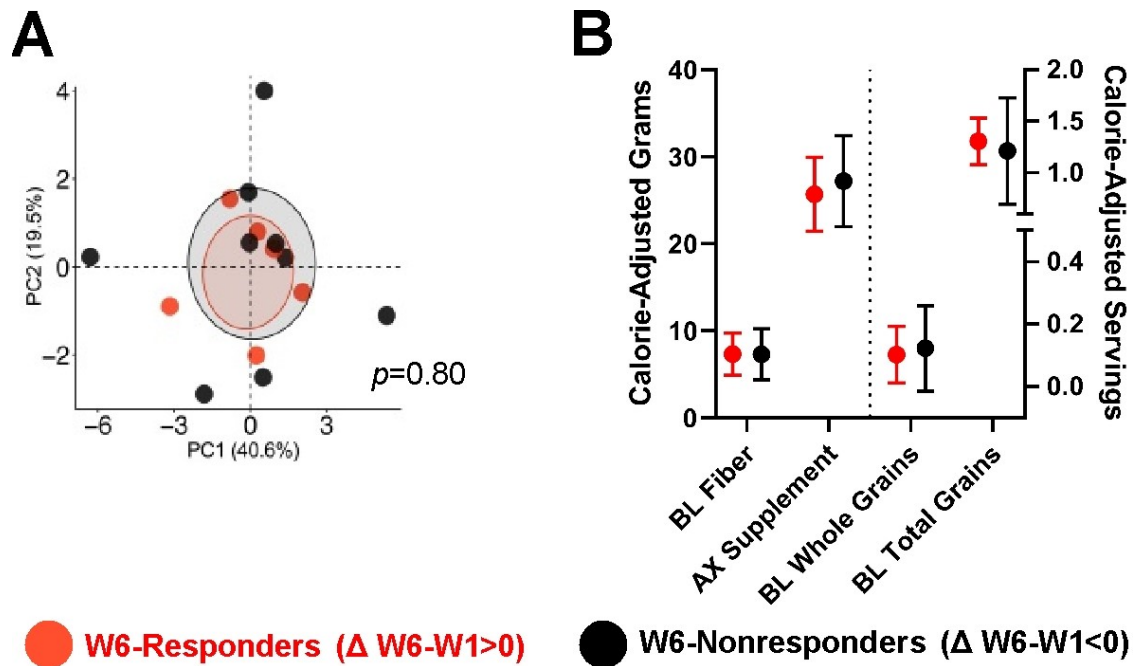 A
4
2
0
−2
PC2 (19.5%)
−6
−3
0
3
PC1 (40.6%)
p=0.80
B
Calorie-Adjusted Grams
40
30
20
10
0
2.0
1.5
1.0
0.4
0.2
0.0
Calorie-Adjusted Servings
BL Fiber
AX Supplement
BL Whole Grains
BL Total Grains
W6-Responders (Δ W6-W1>0)
W6-Nonresponders (Δ W6-W1<0)